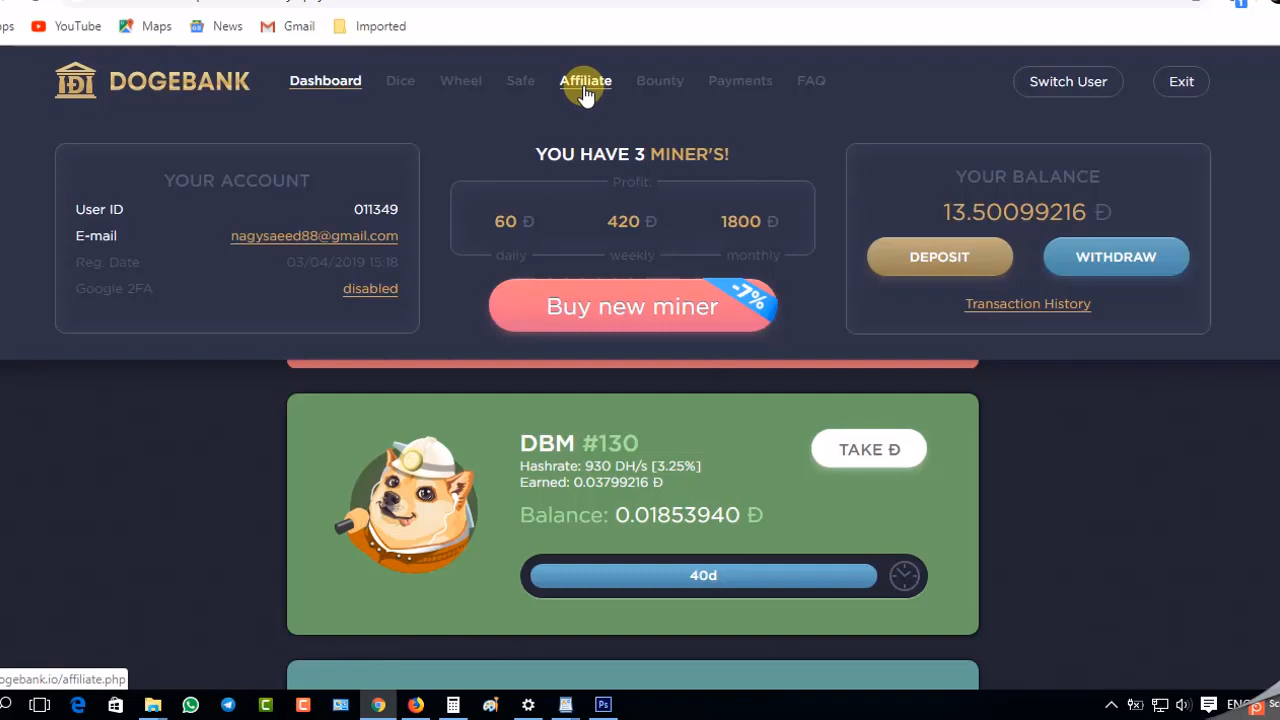 YouTube Maps News Gmail Imported
DOGEBANK Dashboard Dice Wheel Safe Affiliate Bounty Payments FAQ Switch User Exit
YOUR ACCOUNT
User ID 011349
E-mail nagysaeed88@gmail.com
Reg. Date 03/04/2019 15:18
Google 2FA disabled
YOU HAVE 3 MINER'S!
Profit:
60 Ð 420 Ð 1800 Ð
daily weekly monthly
Buy new miner -7%
YOUR BALANCE
13.50099216 Ð
DEPOSIT WITHDRAW
Transaction History
DBM #130
Hashrate: 930 DH/s [3.25%]
Earned: 0.03799216 Ð
Balance: 0.01853940 Ð
TAKE Ð
40d
ogebank.io/affiliate.php